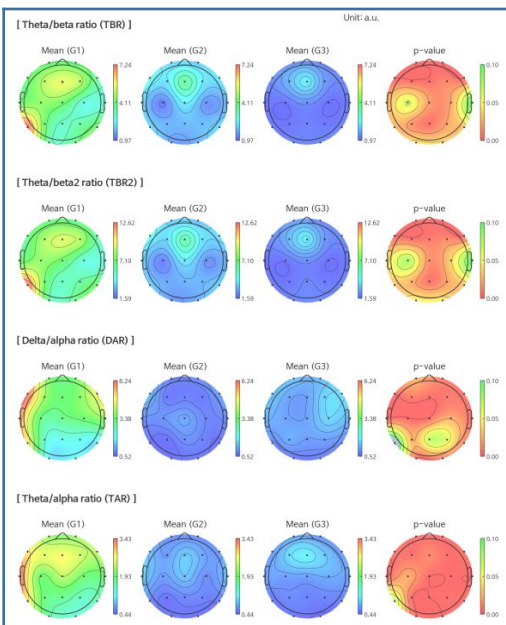 Unit: a.u.
[ Theta/beta ratio (TBR) ]
Mean (G1) Mean (G2) Mean (G3) p-value
7.24 7.24 7.24 0.10
4.11 4.11 4.11 0.05
0.97 0.97 0.97 0.00
[ Theta/beta2 ratio (TBR2) ]
Mean (G1) Mean (G2) Mean (G3) p-value
12.62 12.62 12.62 0.10
7.10 7.10 7.10 0.05
1.59 1.59 1.59 0.00
[ Delta/alpha ratio (DAR) ]
Mean (G1) Mean (G2) Mean (G3) p-value
6.24 6.24 6.24 0.10
3.38 3.38 3.38 0.05
0.52 0.52 0.52 0.00
[ Theta/alpha ratio (TAR) ]
Mean (G1) Mean (G2) Mean (G3) p-value
3.43 3.43 3.43 0.10
1.93 1.93 1.93 0.05
0.44 0.44 0.44 0.00